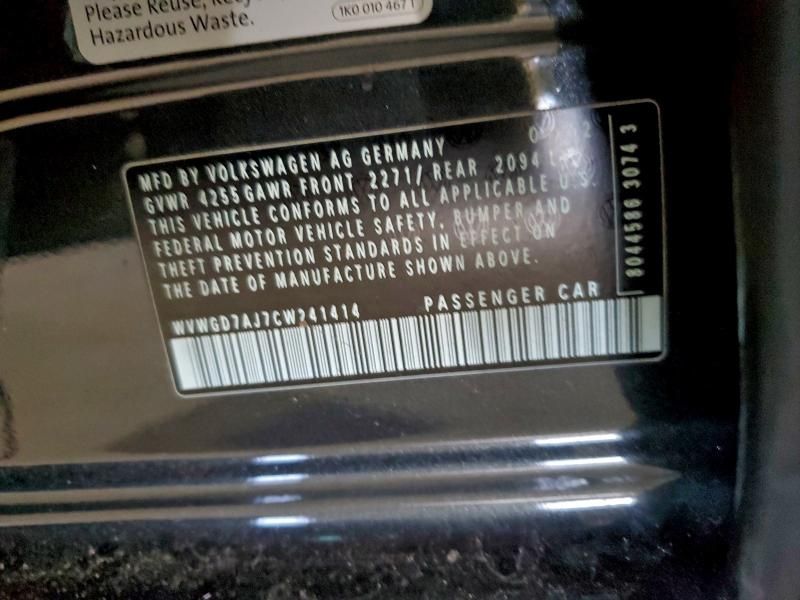 Please Reuse,
Hazardous Waste.
1K0 010 467 T
MFD BY VOLKSWAGEN AG GERMANY
GVWR 4255 GAWR FRONT 2271/ REAR 2094
THIS VEHICLE CONFORMS TO ALL APPLICABLE U.S.
FEDERAL MOTOR VEHICLE SAFETY, BUMPER AND
THEFT PREVENTION STANDARDS IN EFFECT ON
THE DATE OF MANUFACTURE SHOWN ABOVE.
WVWGD7AJ7CW241414 PASSENGER CAR
8044586 3074 3